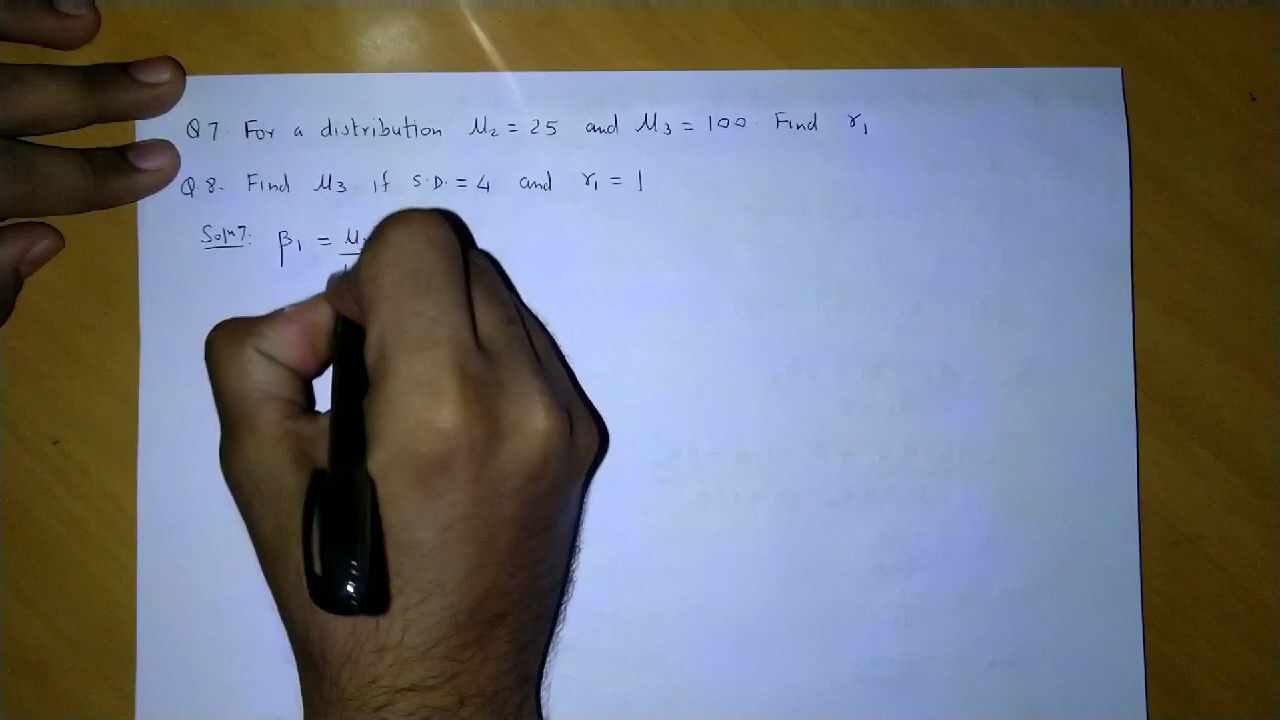 Q7. For a distribution μ₂ = 25 and μ₃ = 100 Find γ₁
Q.8. Find μ₃ if S.D. = 4 and γ₁ = 1
Solⁿ7: β₁ = μ